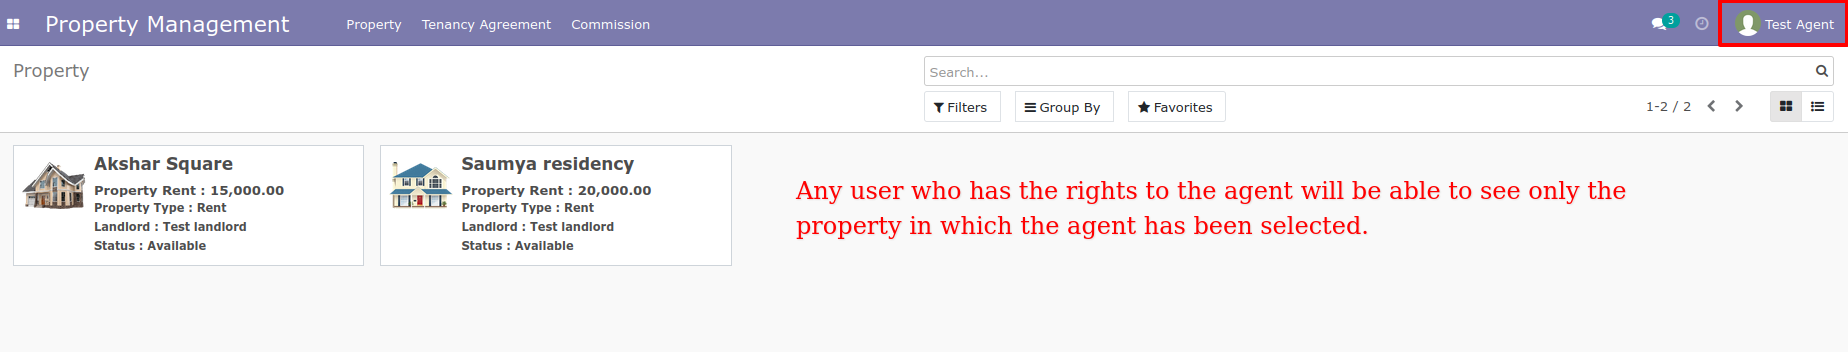 Property Management
Property
Tenancy Agreement
Commission
3
Test Agent
Property
Search...
Filters
Group By
Favorites
1-2 / 2
Akshar Square
Property Rent : 15,000.00
Property Type : Rent
Landlord : Test landlord
Status : Available
Saumya residency
Property Rent : 20,000.00
Property Type : Rent
Landlord : Test landlord
Status : Available
Any user who has the rights to the agent will be able to see only the
property in which the agent has been selected.